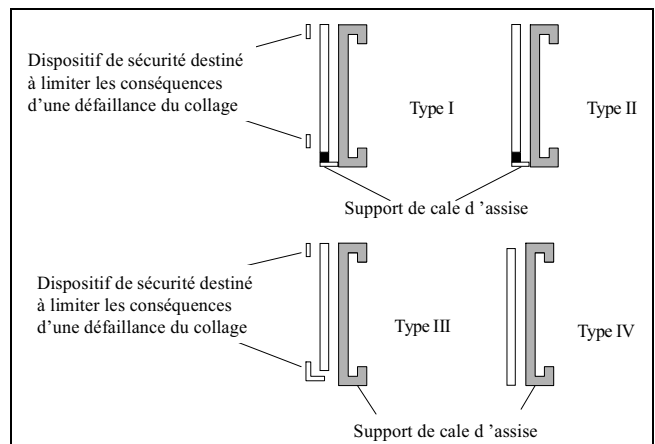 Dispositif de sécurité destiné
à limiter les conséquences
d'une défaillance du collage
Type I
Type II
Support de cale d 'assise
Dispositif de sécurité destiné
à limiter les conséquences
d'une défaillance du collage
Type III
Type IV
Support de cale d 'assise